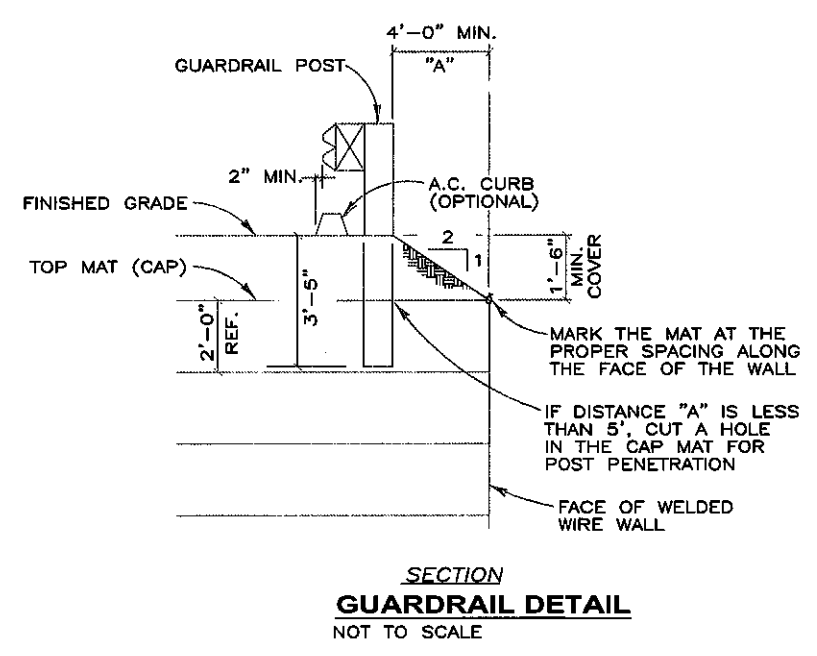 4'-0" MIN.
"A"
GUARDRAIL POST
2" MIN.
A.C. CURB
(OPTIONAL)
FINISHED GRADE
2
1
1'-6"
MIN.
COVER
TOP MAT (CAP)
3'-5"
2'-0"
REF.
MARK THE MAT AT THE
PROPER SPACING ALONG
THE FACE OF THE WALL
IF DISTANCE "A" IS LESS
THAN 5', CUT A HOLE
IN THE CAP MAT FOR
POST PENETRATION
FACE OF WELDED
WIRE WALL
SECTION
GUARDRAIL DETAIL
NOT TO SCALE